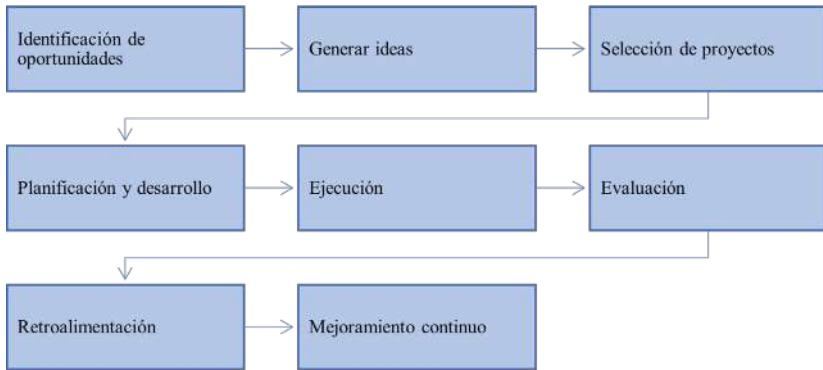 Identificación de
oportunidades
Generar ideas
Selección de proyectos
Planificación y desarrollo
Ejecución
Evaluación
Retroalimentación
Mejoramiento continuo